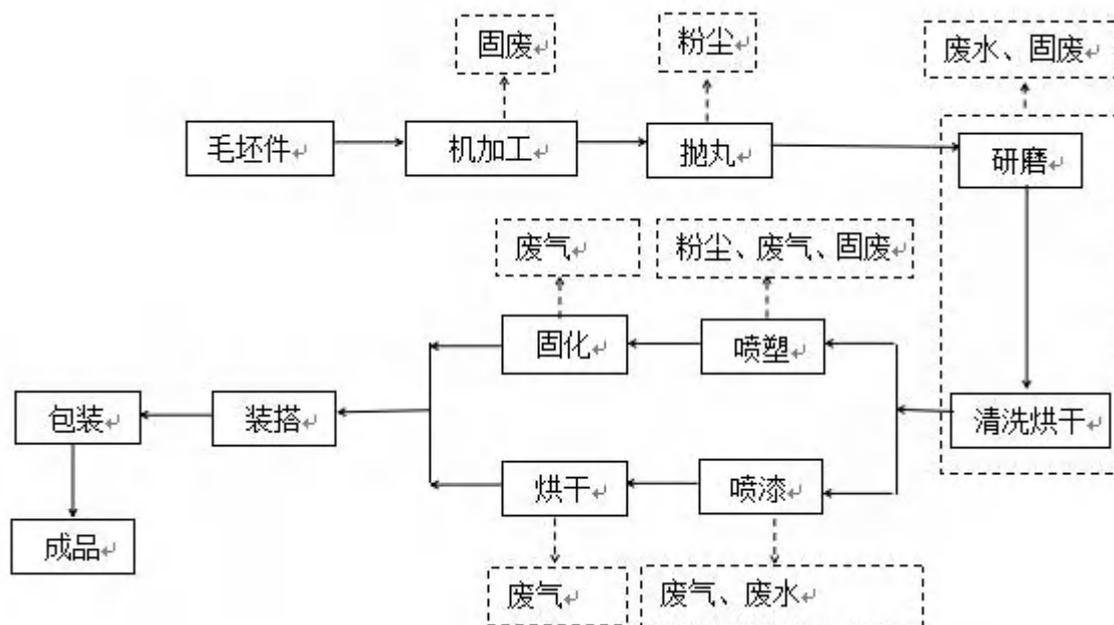 固废
粉尘
废水、固废
毛坯件
机加工
抛丸
研磨
废气
粉尘、废气、固废
固化
喷塑
包装
装搭
清洗烘干
烘干
喷漆
成品
废气
废气、废水